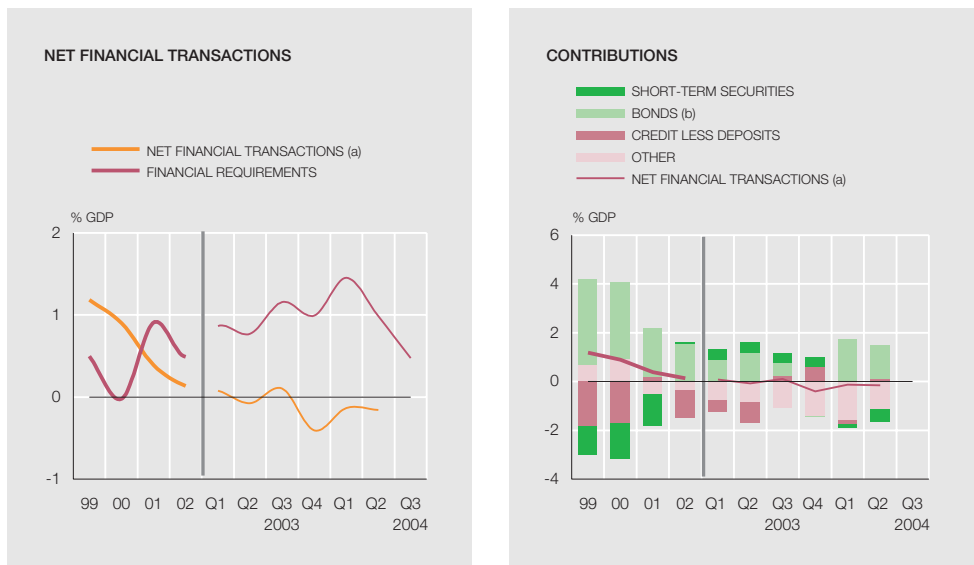 NET FINANCIAL TRANSACTIONS
NET FINANCIAL TRANSACTIONS (a)
FINANCIAL REQUIREMENTS
% GDP
2
1
0
-1
99 00 01 02 Q1 Q2 Q3 Q4 Q1 Q2 Q3
2003 2004
CONTRIBUTIONS
SHORT-TERM SECURITIES
BONDS (b)
CREDIT LESS DEPOSITS
OTHER
NET FINANCIAL TRANSACTIONS (a)
% GDP
6
4
2
0
-2
-4
99 00 01 02 Q1 Q2 Q3 Q4 Q1 Q2 Q3
2003 2004